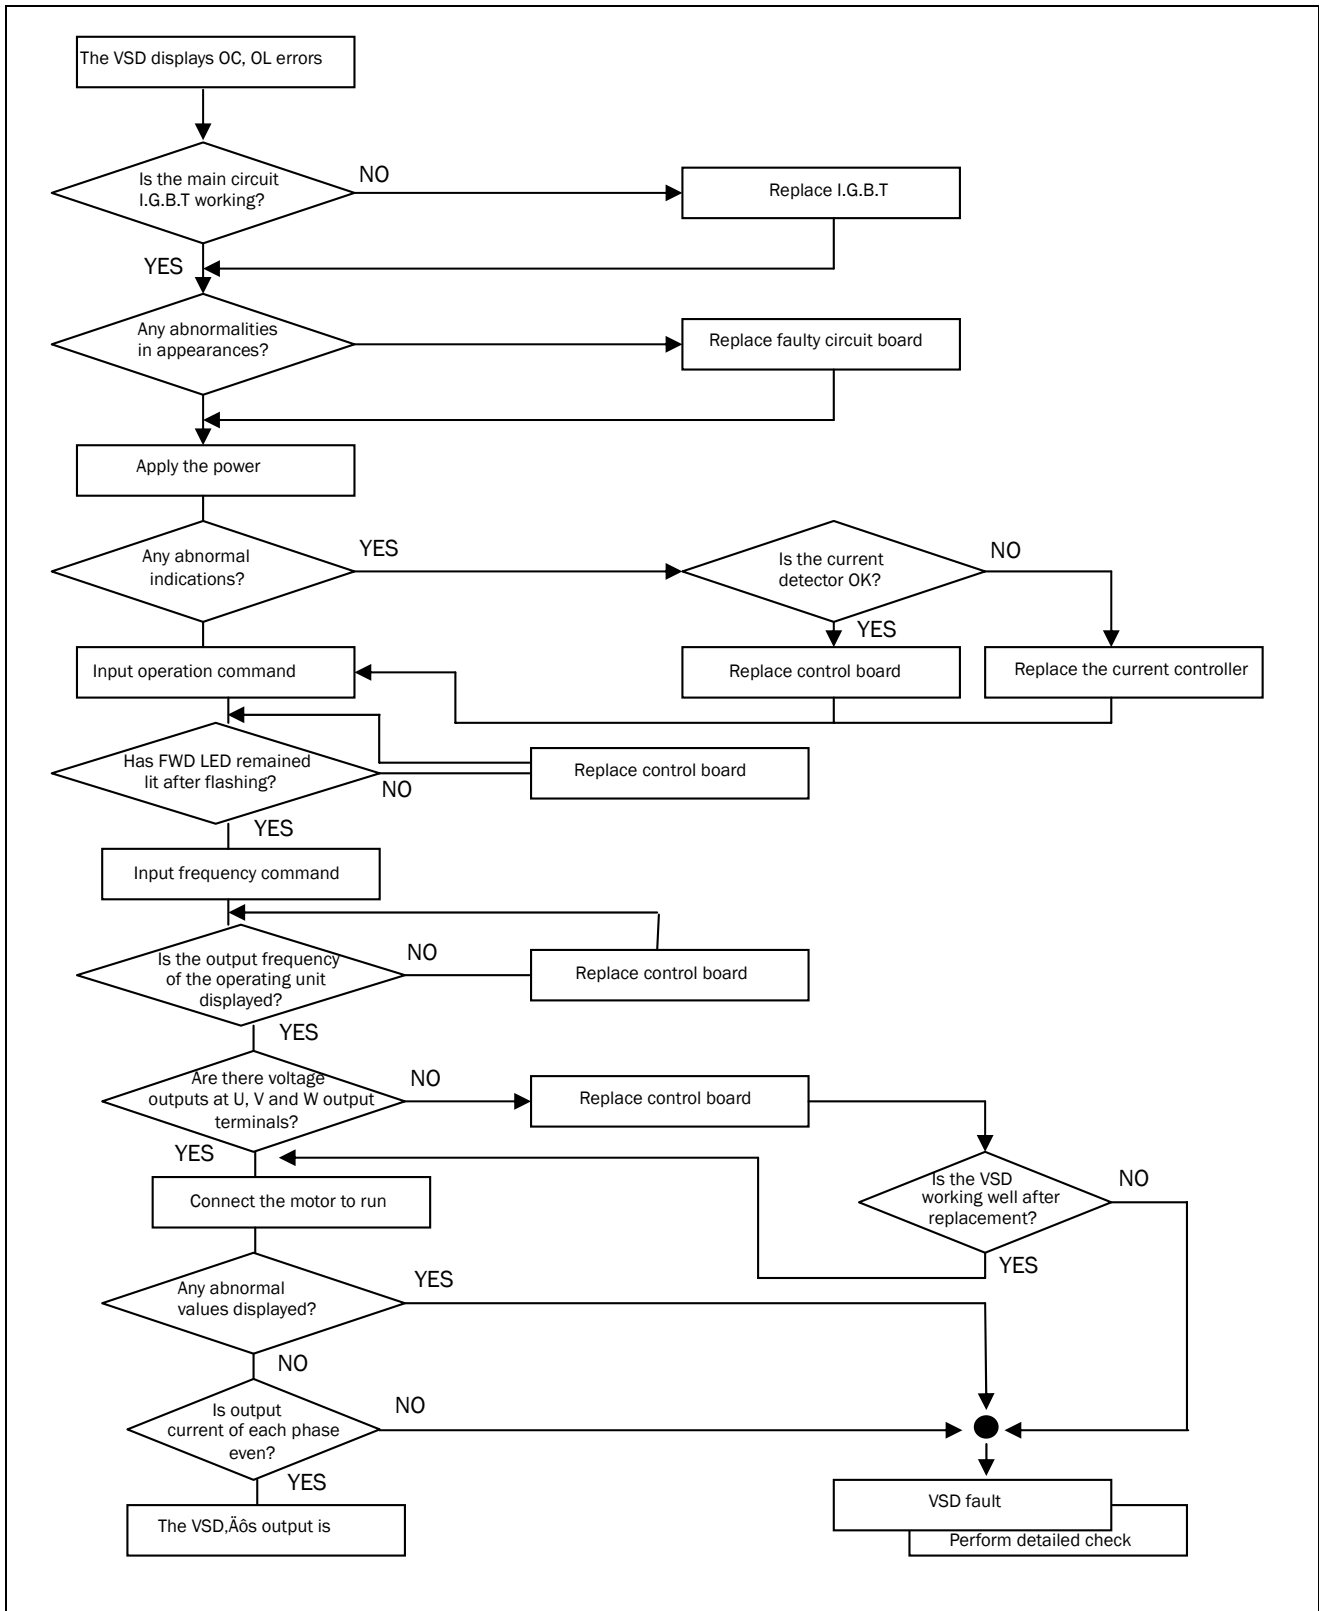 The VSD displays OC, OL errors
Is the main circuit
I.G.B.T working?
NO
Replace I.G.B.T
YES
Any abnormalities
in appearances?
Replace faulty circuit board
Apply the power
Any abnormal
indications?
YES
Is the current
detector OK?
NO
YES
Input operation command
Replace control board
Replace the current controller
Has FWD LED remained
lit after flashing?
NO
Replace control board
YES
Input frequency command
Is the output frequency
of the operating unit
displayed?
NO
Replace control board
YES
Are there voltage
outputs at U, V and W output
terminals?
NO
Replace control board
YES
Is the VSD
working well after
replacement?
NO
YES
Connect the motor to run
Any abnormal
values displayed?
YES
NO
Is output
current of each phase
even?
NO
YES
The VSD‚Äôs output is
VSD fault
Perform detailed check